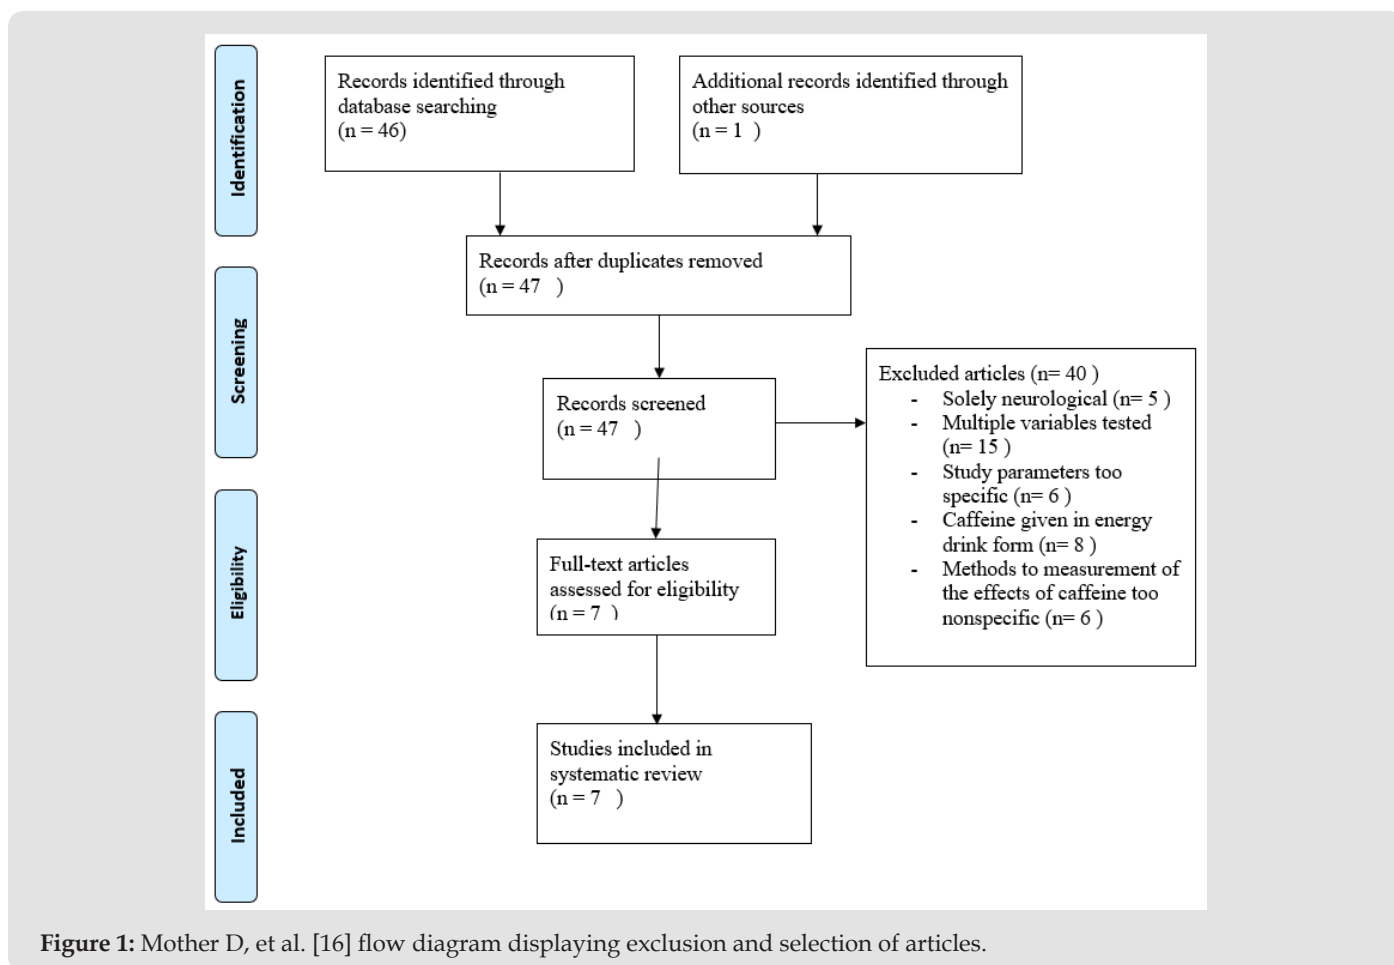 Identification
Records identified through
database searching
(n = 46)
Additional records identified through
other sources
(n = 1 )
Records after duplicates removed
(n = 47 )
Screening
Records screened
(n = 47 )
Excluded articles (n= 40 )
- Solely neurological (n= 5 )
- Multiple variables tested
(n= 15 )
- Study parameters too
specific (n= 6 )
- Caffeine given in energy
drink form (n= 8 )
- Methods to measurement of
the effects of caffeine too
nonspecific (n= 6 )
Eligibility
Full-text articles
assessed for eligibility
(n = 7 )
Included
Studies included in
systematic review
(n = 7 )
Figure 1: Mother D, et al. [16] flow diagram displaying exclusion and selection of articles.